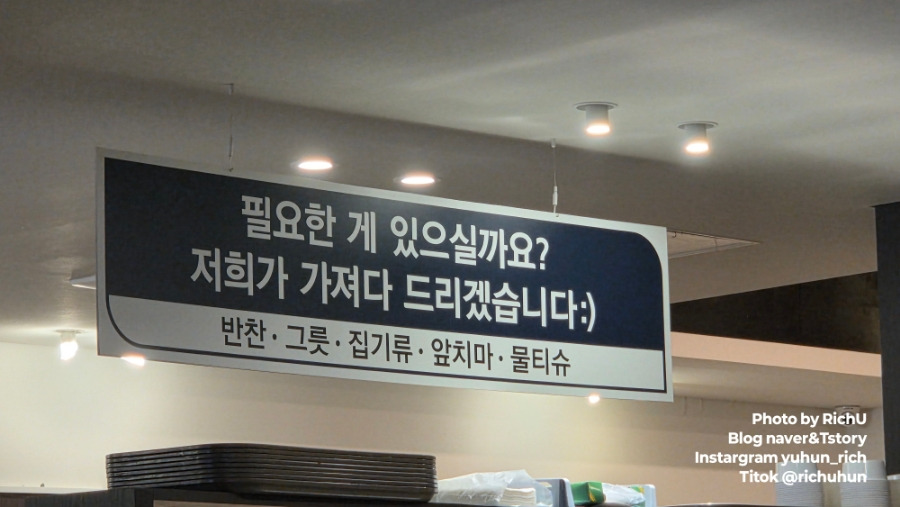 필요한 게 있으실까요?
저희가 가져다 드리겠습니다:)
반찬 · 그릇 · 집기류 · 앞치마 · 물티슈
Photo by RichU
Blog naver&Tstory
Instargram yuhun_rich
Titok @richuhun